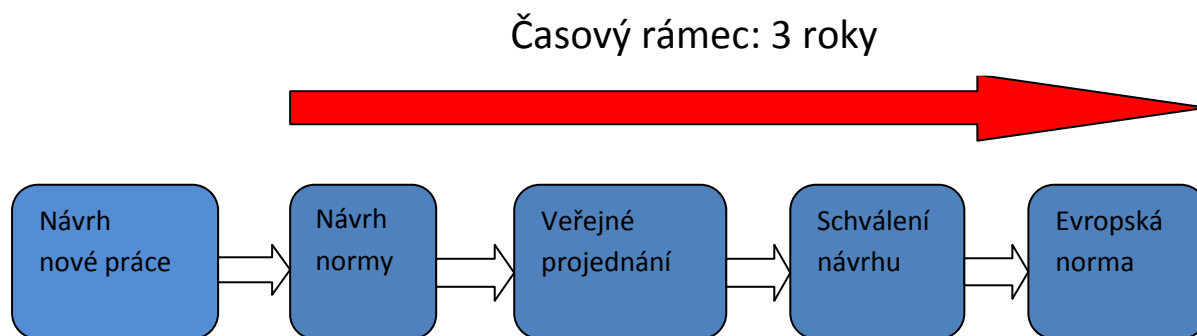 Časový rámec: 3 roky
Návrh
nové práce
Návrh
normy
Veřejné
projednání
Schválení
návrhu
Evropská
norma